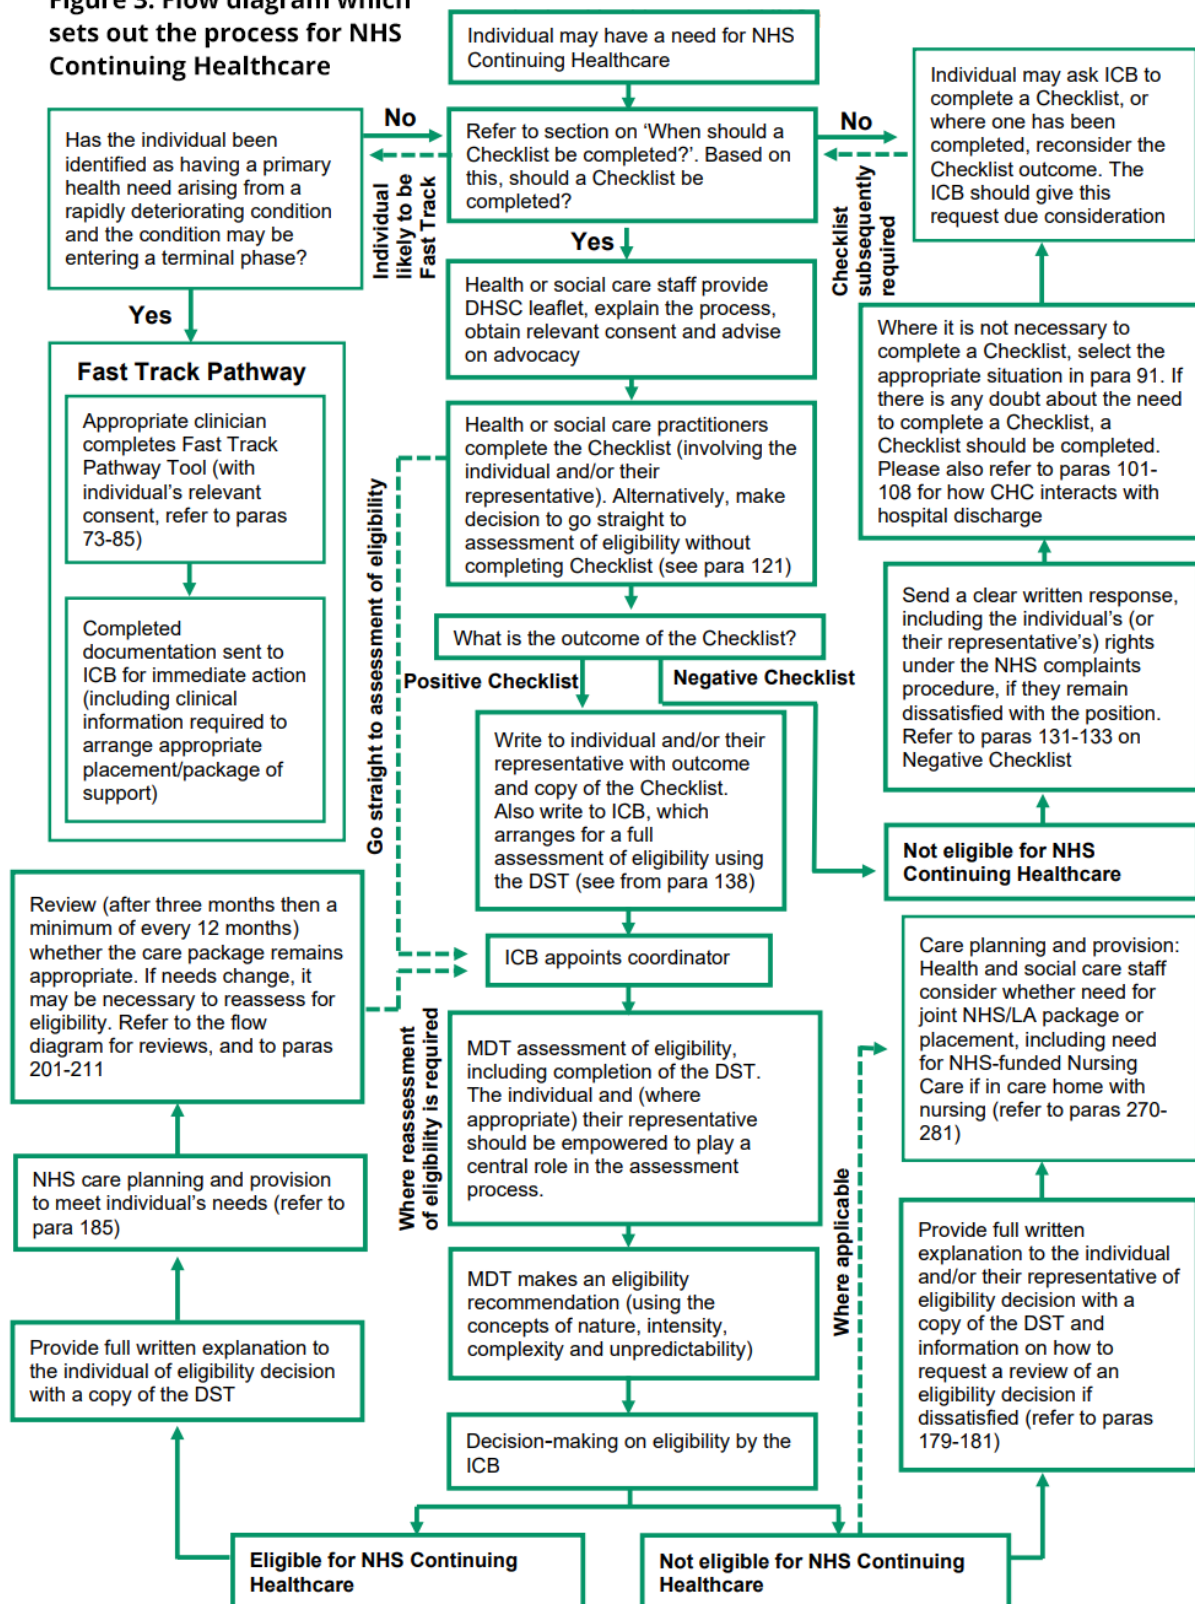 Figure 3: Flow diagram which
sets out the process for NHS
Continuing Healthcare
Individual may have a need for NHS
Continuing Healthcare
Has the individual been
identified as having a primary
health need arising from a
rapidly deteriorating condition
and the condition may be
entering a terminal phase?
No
Individual
likely to be
Fast Track
Refer to section on ‘When should a
Checklist be completed?’. Based on
this, should a Checklist be
completed?
No
Checklist
subsequently
required
Individual may ask ICB to
complete a Checklist, or
where one has been
completed, reconsider the
Checklist outcome. The
ICB should give this
request due consideration
Yes
Yes
Fast Track Pathway
Appropriate clinician
completes Fast Track
Pathway Tool (with
individual’s relevant
consent, refer to paras
73-85)
Completed
documentation sent to
ICB for immediate action
(including clinical
information required to
arrange appropriate
placement/package of
support)
Health or social care staff provide
DHSC leaflet, explain the process,
obtain relevant consent and advise
on advocacy
Health or social care practitioners
complete the Checklist (involving the
individual and/or their
representative). Alternatively, make
decision to go straight to
assessment of eligibility without
completing Checklist (see para 121)
Go straight to assessment of eligibility
What is the outcome of the Checklist?
Positive Checklist
Negative Checklist
Where it is not necessary to
complete a Checklist, select the
appropriate situation in para 91. If
there is any doubt about the need
to complete a Checklist, a
Checklist should be completed.
Please also refer to paras 101-
108 for how CHC interacts with
hospital discharge
Send a clear written response,
including the individual’s (or
their representative’s) rights
under the NHS complaints
procedure, if they remain
dissatisfied with the position.
Refer to paras 131-133 on
Negative Checklist
Not eligible for NHS
Continuing Healthcare
Write to individual and/or their
representative with outcome
and copy of the Checklist.
Also write to ICB, which
arranges for a full
assessment of eligibility using
the DST (see from para 138)
ICB appoints coordinator
Review (after three months then a
minimum of every 12 months)
whether the care package remains
appropriate. If needs change, it
may be necessary to reassess for
eligibility. Refer to the flow
diagram for reviews, and to paras
201-211
Where reassessment
of eligibility is required
MDT assessment of eligibility,
including completion of the DST.
The individual and (where
appropriate) their representative
should be empowered to play a
central role in the assessment
process.
Care planning and provision:
Health and social care staff
consider whether need for
joint NHS/LA package or
placement, including need
for NHS-funded Nursing
Care if in care home with
nursing (refer to paras 270-
281)
NHS care planning and provision
to meet individual’s needs (refer to
para 185)
MDT makes an eligibility
recommendation (using the
concepts of nature, intensity,
complexity and unpredictability)
Where applicable
Provide full written
explanation to the individual
and/or their representative of
eligibility decision with a
copy of the DST and
information on how to
request a review of an
eligibility decision if
dissatisfied (refer to paras
179-181)
Provide full written explanation to
the individual of eligibility decision
with a copy of the DST
Decision-making on eligibility by the
ICB
Eligible for NHS Continuing
Healthcare
Not eligible for NHS Continuing
Healthcare